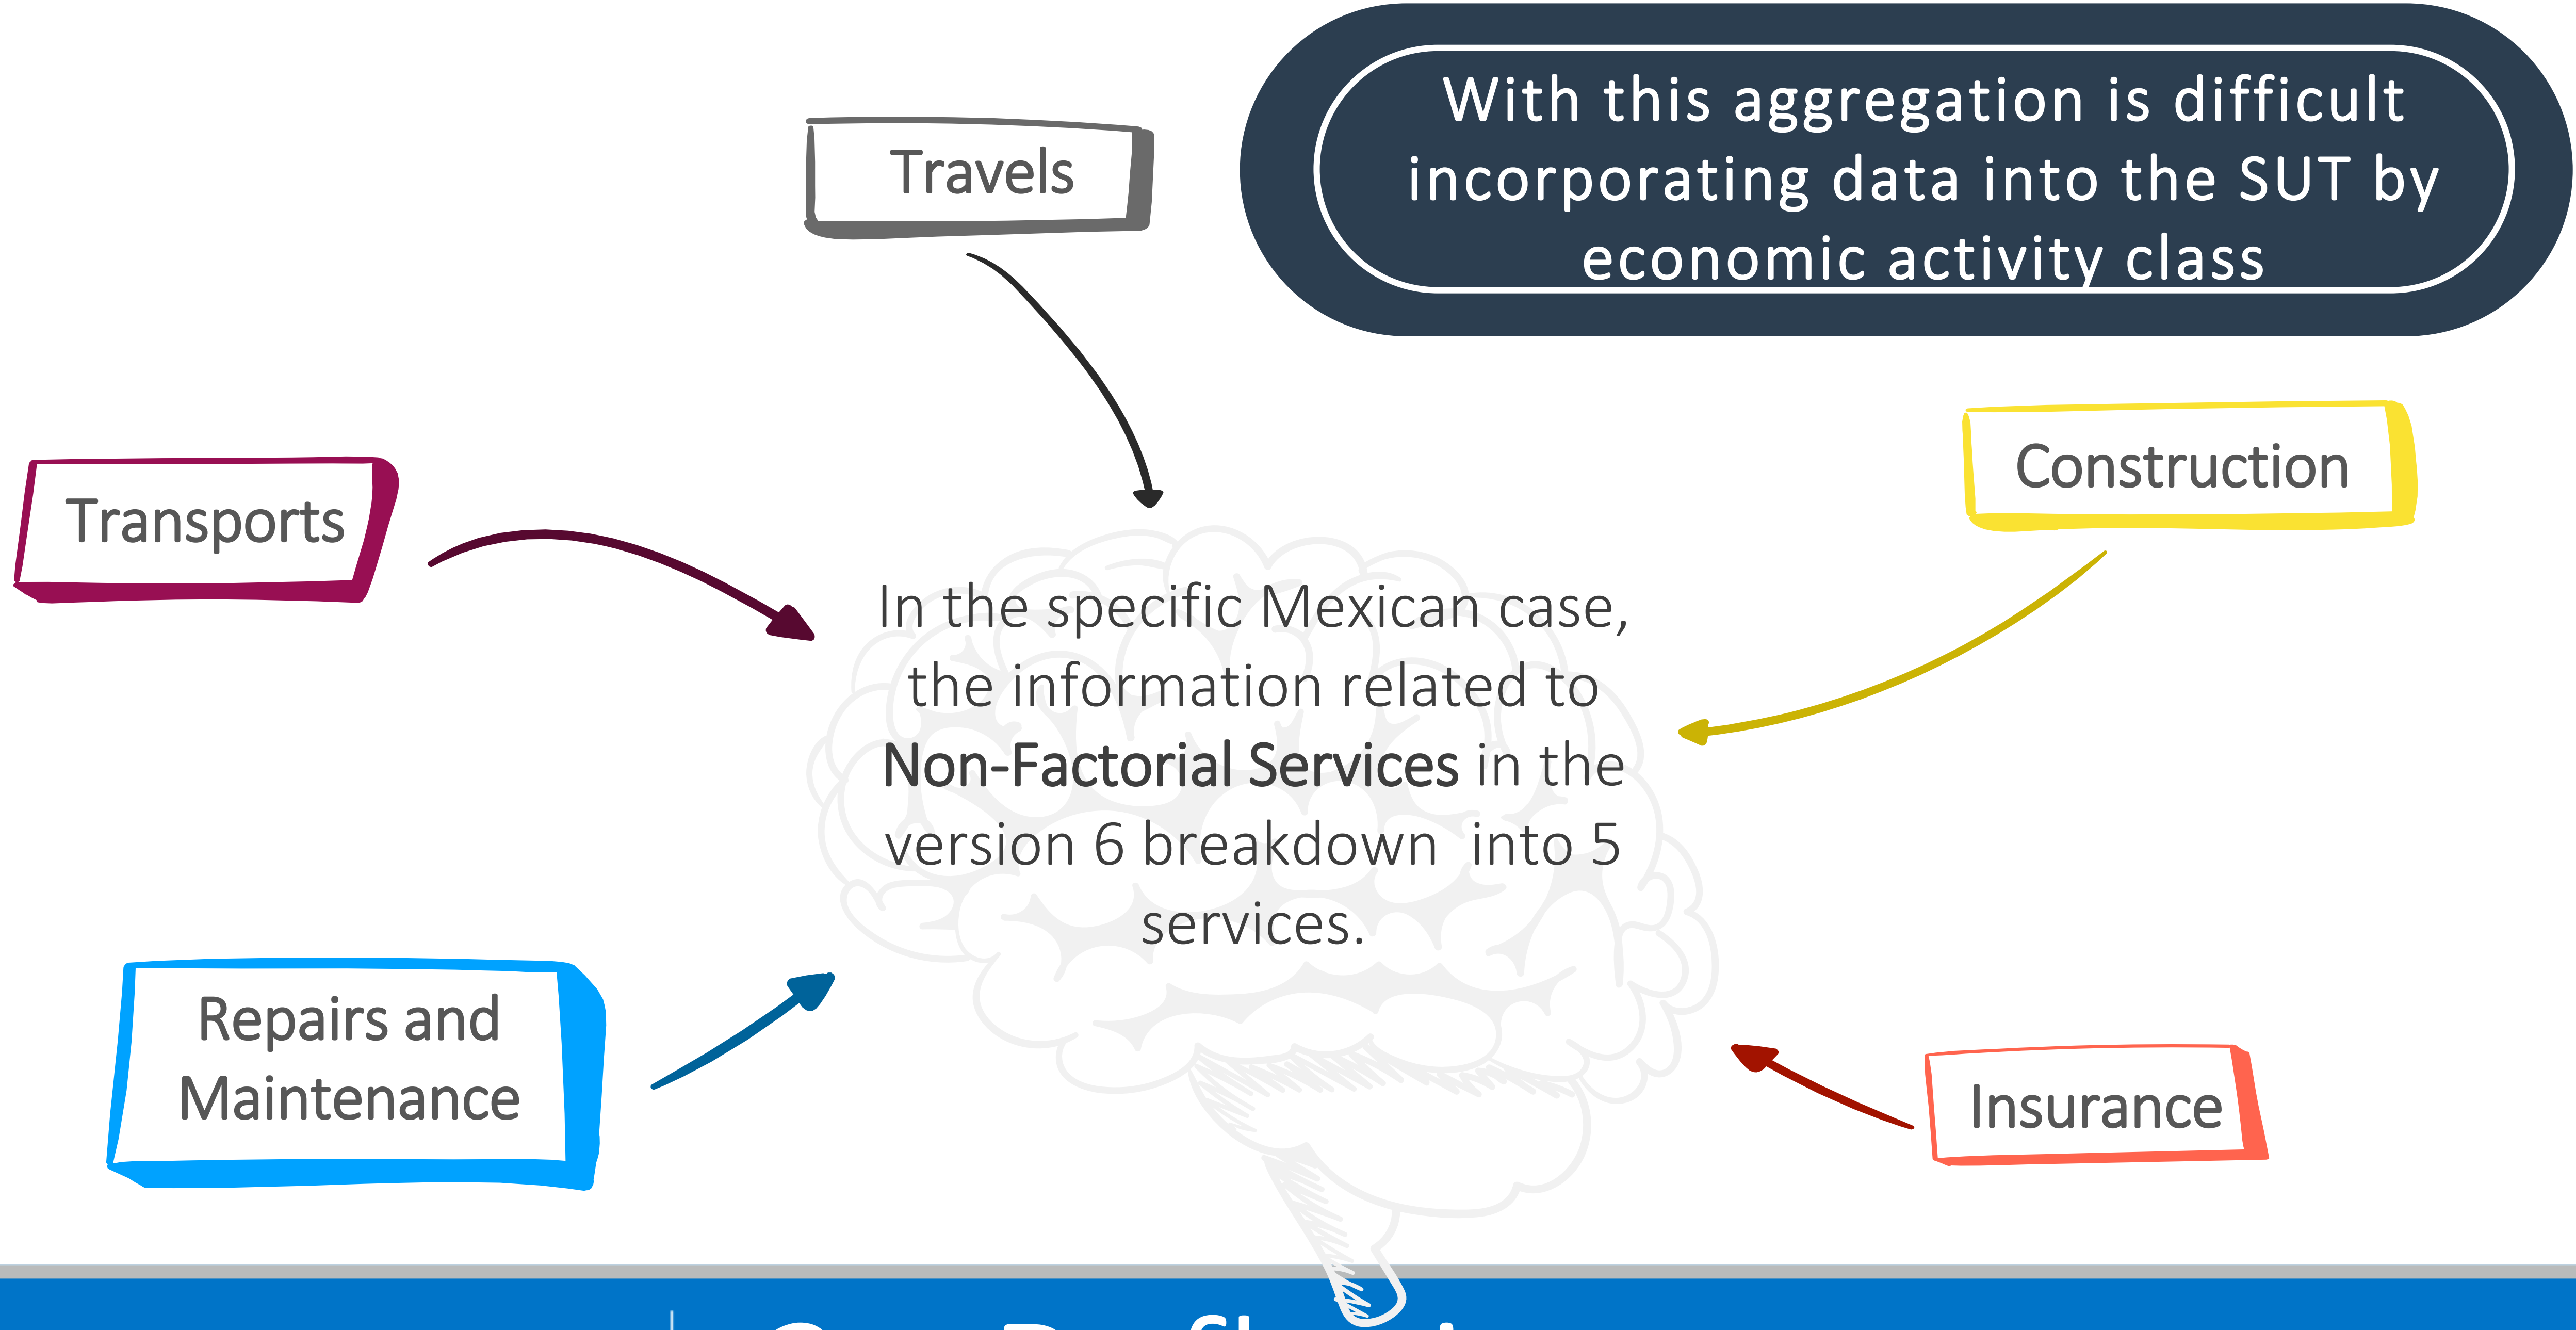 With this aggregation is difficult
incorporating data into the SUT by
economic activity class
Travels
Construction
Transports
In the specific Mexican case,
the information related to
Non-Factorial Services in the
version 6 breakdown into 5
services.
Repairs and
Maintenance
Insurance